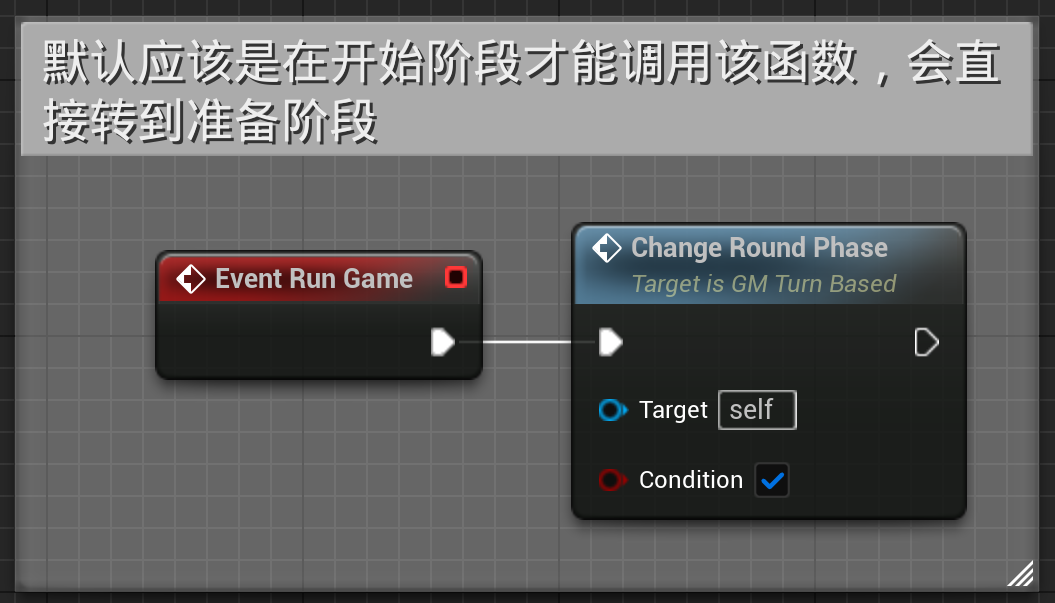 默认应该是在开始阶段才能调用该函数，会直
接转到准备阶段
Event Run Game
Change Round Phase
Target is GM Turn Based
Target self
Condition